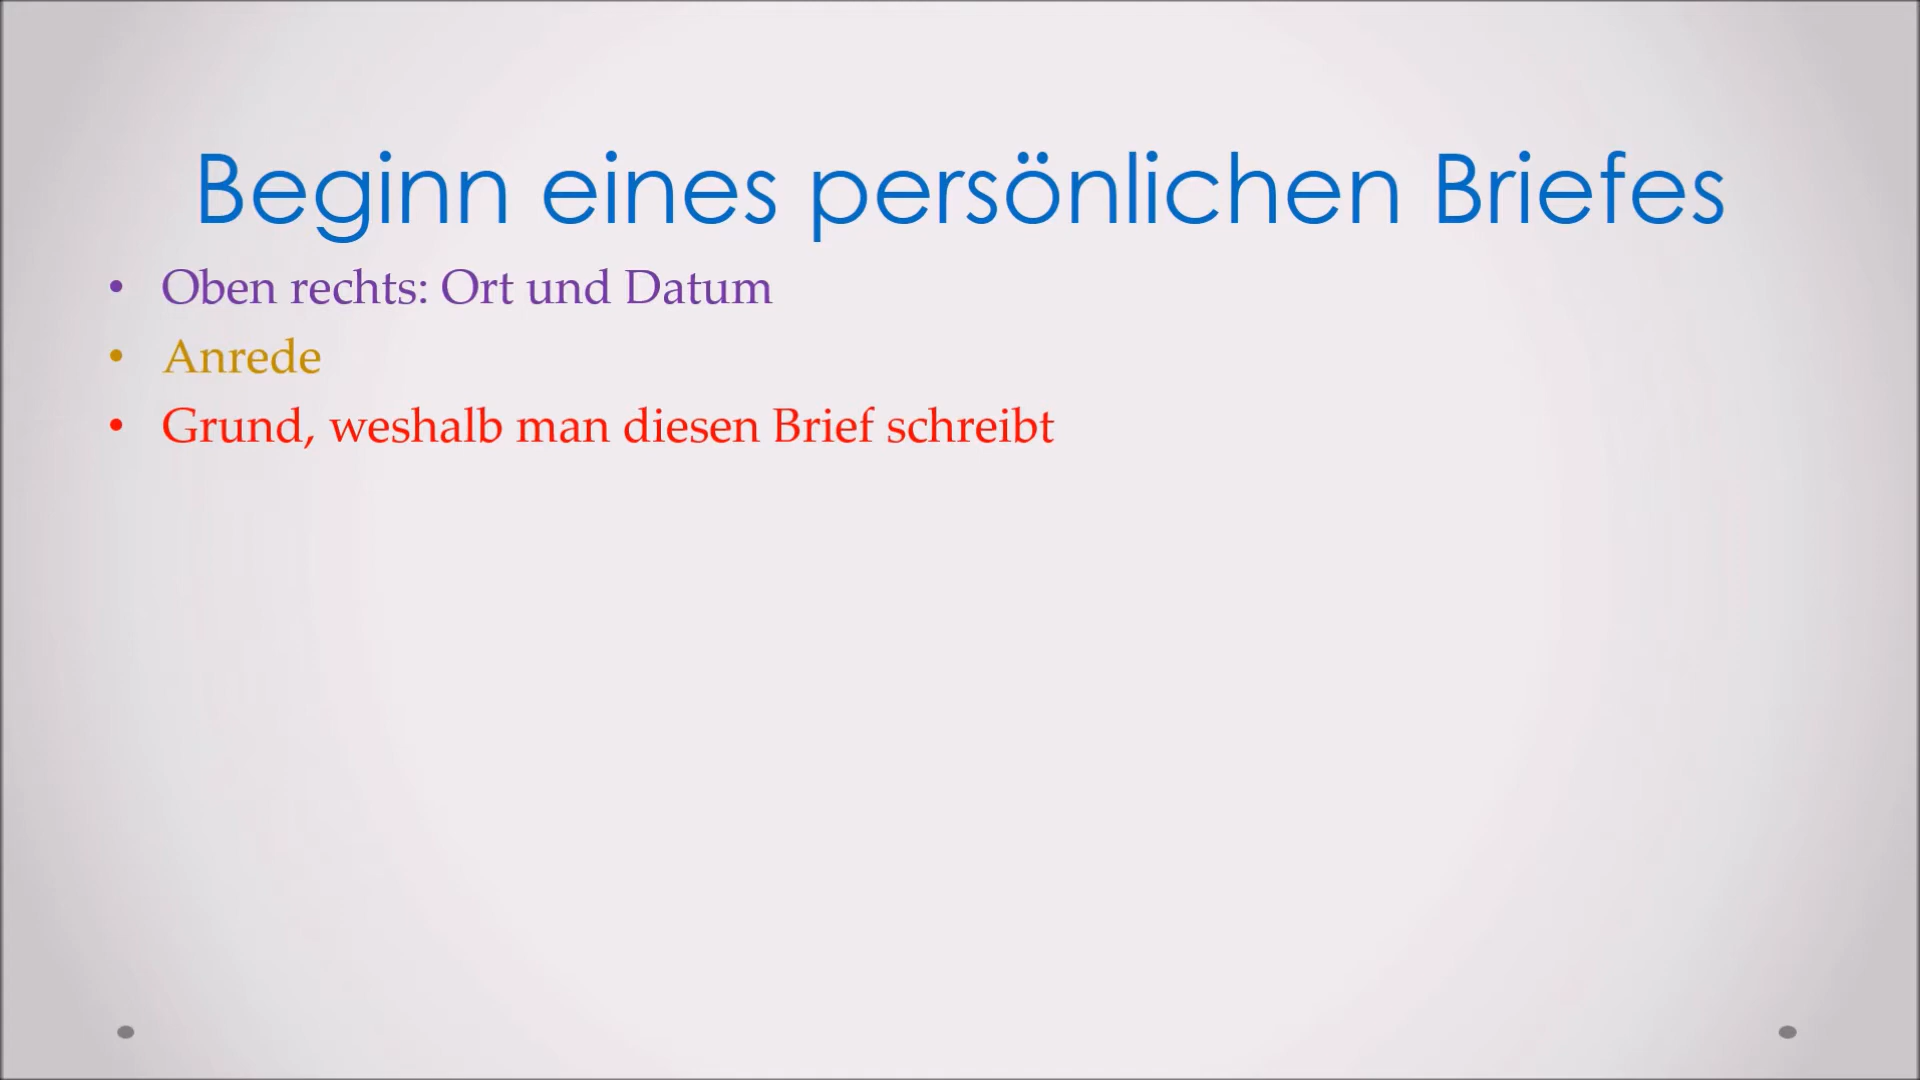 Beginn eines persönlichen Briefes
• Oben rechts: Ort und Datum
• Anrede
• Grund, weshalb man diesen Brief schreibt